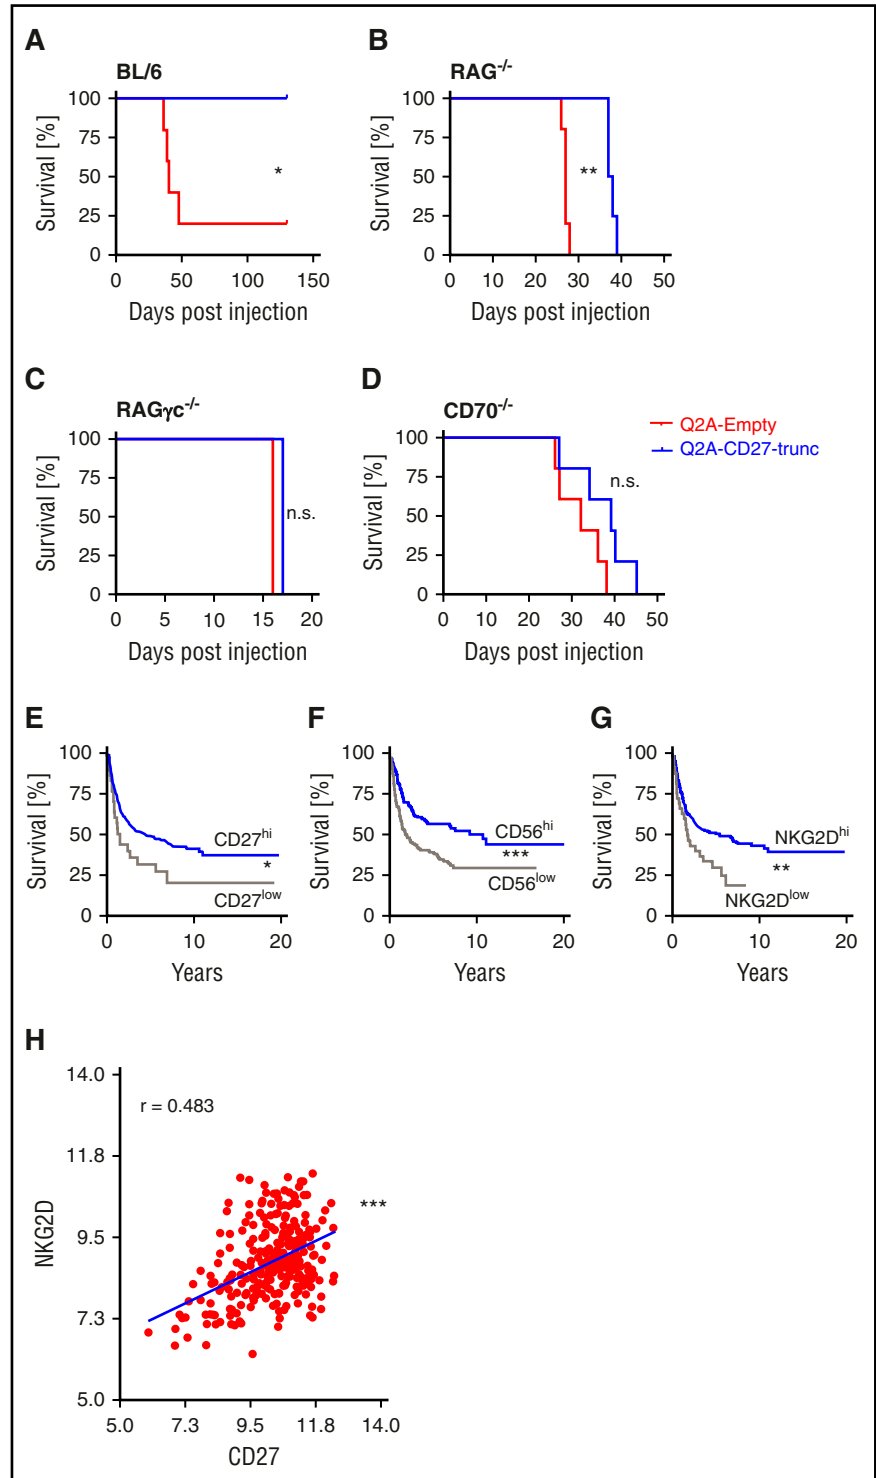 A
BL/6
Survival [%]
100
75
50
25
0
0 50 100 150
Days post injection
*
B
RAG-/-
Survival [%]
100
75
50
25
0
0 10 20 30 40 50
Days post injection
**
C
RAGγc-/-
Survival [%]
100
75
50
25
0
0 5 10 15 20
Days post injection
n.s.
D
CD70-/-
Survival [%]
100
75
50
25
0
0 10 20 30 40 50
Days post injection
n.s.
Q2A-Empty
Q2A-CD27-trunc
E
Survival [%]
100
75
50
25
0
0 10 20
Years
CD27hi
*
CD27low
F
Survival [%]
100
75
50
25
0
0 10 20
Years
CD56hi
***
CD56low
G
Survival [%]
100
75
50
25
0
0 10 20
Years
NKG2Dhi
**
NKG2Dlow
H
NKG2D
14.0
11.8
9.5
7.3
5.0
r = 0.483
***
5.0 7.3 9.5 11.8 14.0
CD27